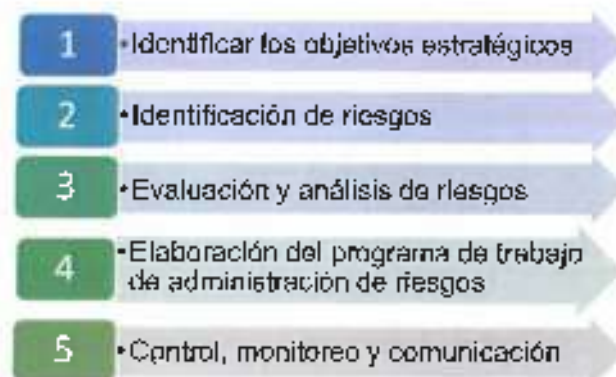 1
•Identificar los objetivos estratégicos
2
•Identificación de riesgos
3
•Evaluación y análisis de riesgos
4
•Elaboración del programa de trabajo
de administración de riesgos
5
•Control, monitoreo y comunicación